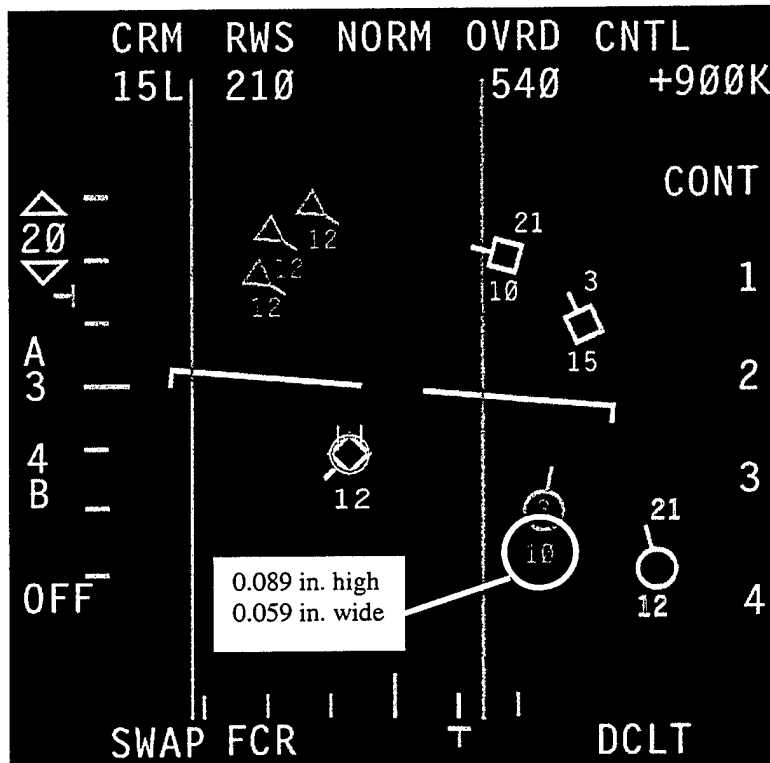 CRM RWS NORM OVRD CNTL
15L 210 540 +900K
CONT
20
12
12
12
21
10
3
15
1
A
3
2
4
B
12
3
10
21
12
0.089 in. high
0.059 in. wide
OFF
4
SWAP FCR T DCLT